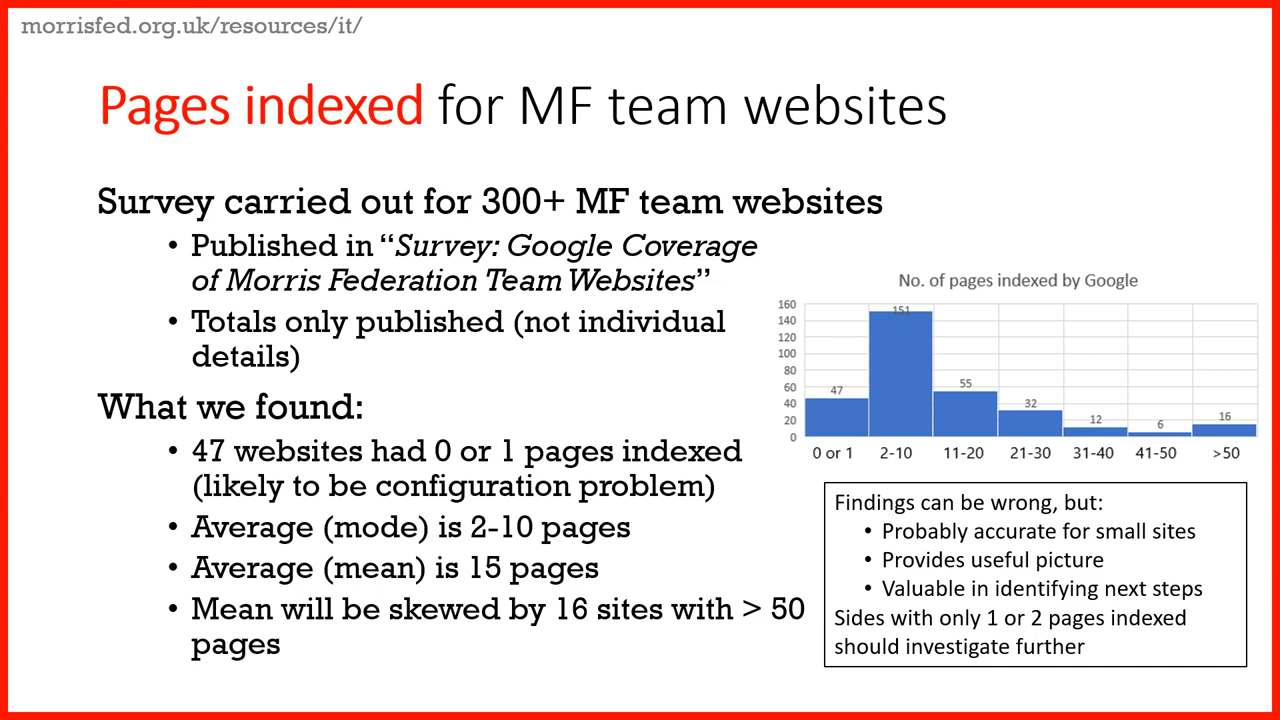 morrisfed.org.uk/resources/it/
Pages indexed for MF team websites
Survey carried out for 300+ MF team websites
• Published in “Survey: Google Coverage
of Morris Federation Team Websites”
• Totals only published (not individual
details)
What we found:
• 47 websites had 0 or 1 pages indexed
(likely to be configuration problem)
• Average (mode) is 2-10 pages
• Average (mean) is 15 pages
• Mean will be skewed by 16 sites with > 50
pages
No. of pages indexed by Google
160
140
120
100
80
60
40
20
0
47
151
55
32
12
6
16
0 or 1
2-10
11-20
21-30
31-40
41-50
>50
Findings can be wrong, but:
• Probably accurate for small sites
• Provides useful picture
• Valuable in identifying next steps
Sides with only 1 or 2 pages indexed
should investigate further